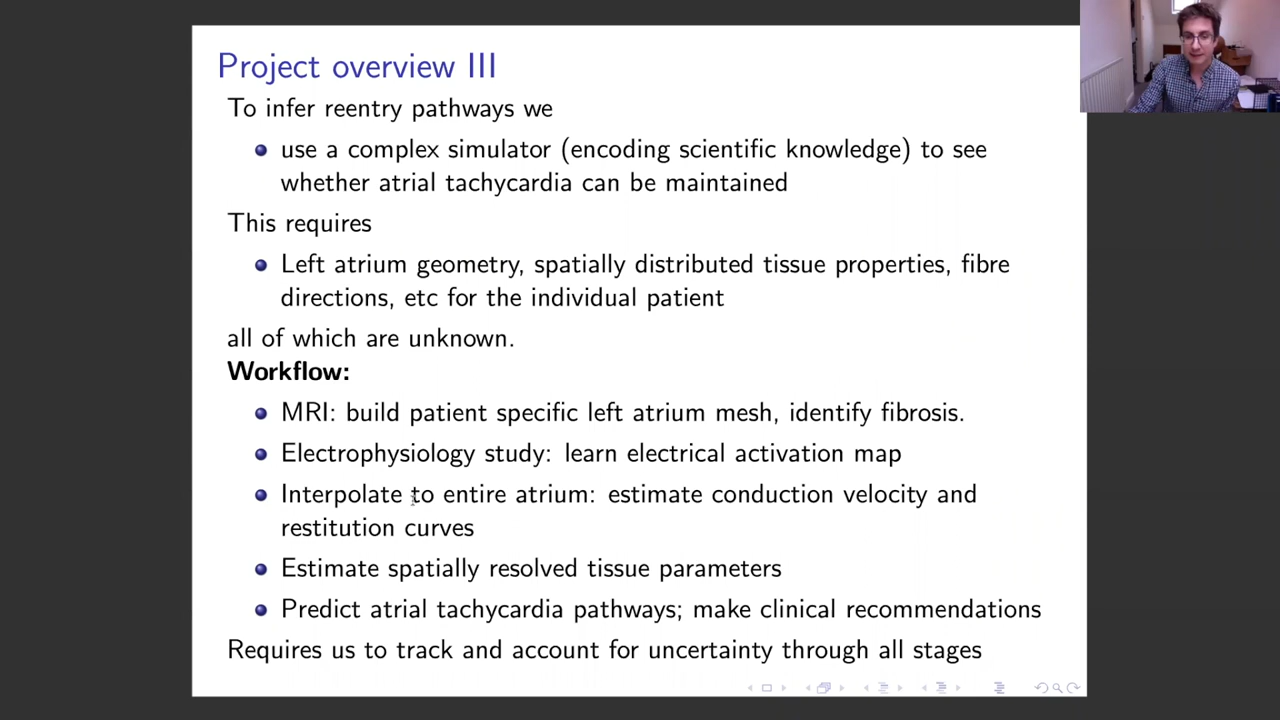 Project overview III
To infer reentry pathways we
use a complex simulator (encoding scientific knowledge) to see
whether atrial tachycardia can be maintained
This requires
Left atrium geometry, spatially distributed tissue properties, fibre
directions, etc for the individual patient
all of which are unknown.
Workflow:
MRI: build patient specific left atrium mesh, identify fibrosis.
Electrophysiology study: learn electrical activation map
Interpolate to entire atrium: estimate conduction velocity and
restitution curves
Estimate spatially resolved tissue parameters
Predict atrial tachycardia pathways; make clinical recommendations
Requires us to track and account for uncertainty through all stages